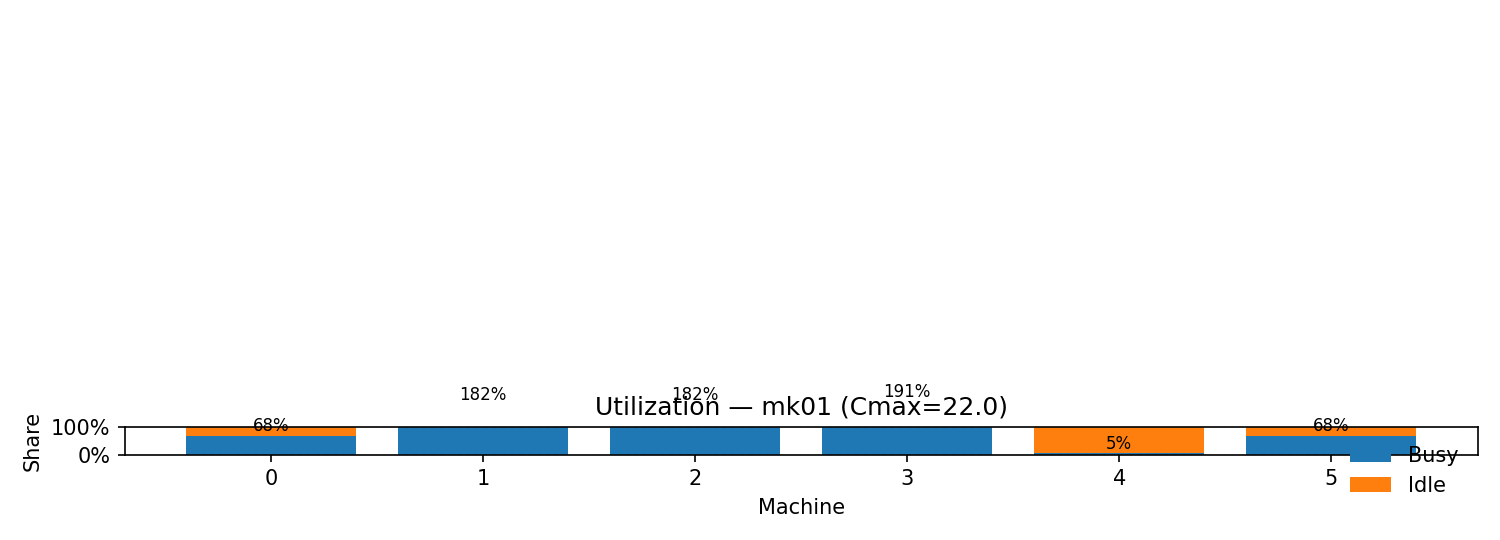 182%
182%
191%
Utilization — mk01 (Cmax=22.0)
Share
100%
0%
68%
5%
68%
0
1
2
3
4
5
Machine
Busy
Idle